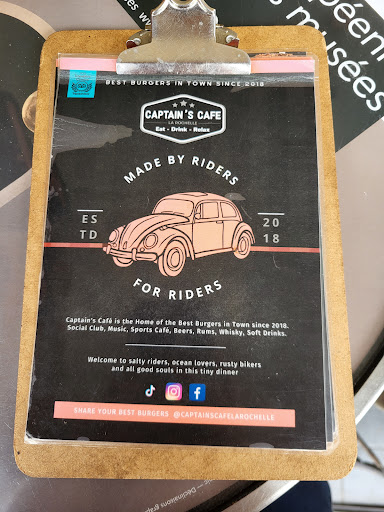 péem
s musées
BEST BURGERS IN TOWN SINCE 2018
CAPTAIN'S CAFE
LA ROCHELLE
Eat - Drink - Relax
MADE BY RIDERS
ES
TD
20
18
FOR RIDERS
Captain's Café is the Home of the Best Burgers in Town since 2018.
Social Club, Music, Sports Café, Beers, Rums, Whisky, Soft Drinks.
Welcome to salty riders, ocean lovers, rusty bikers
and all good souls in this tiny dinner
SHARE YOUR BEST BURGERS @CAPTAINSCAFELAROCHELLE